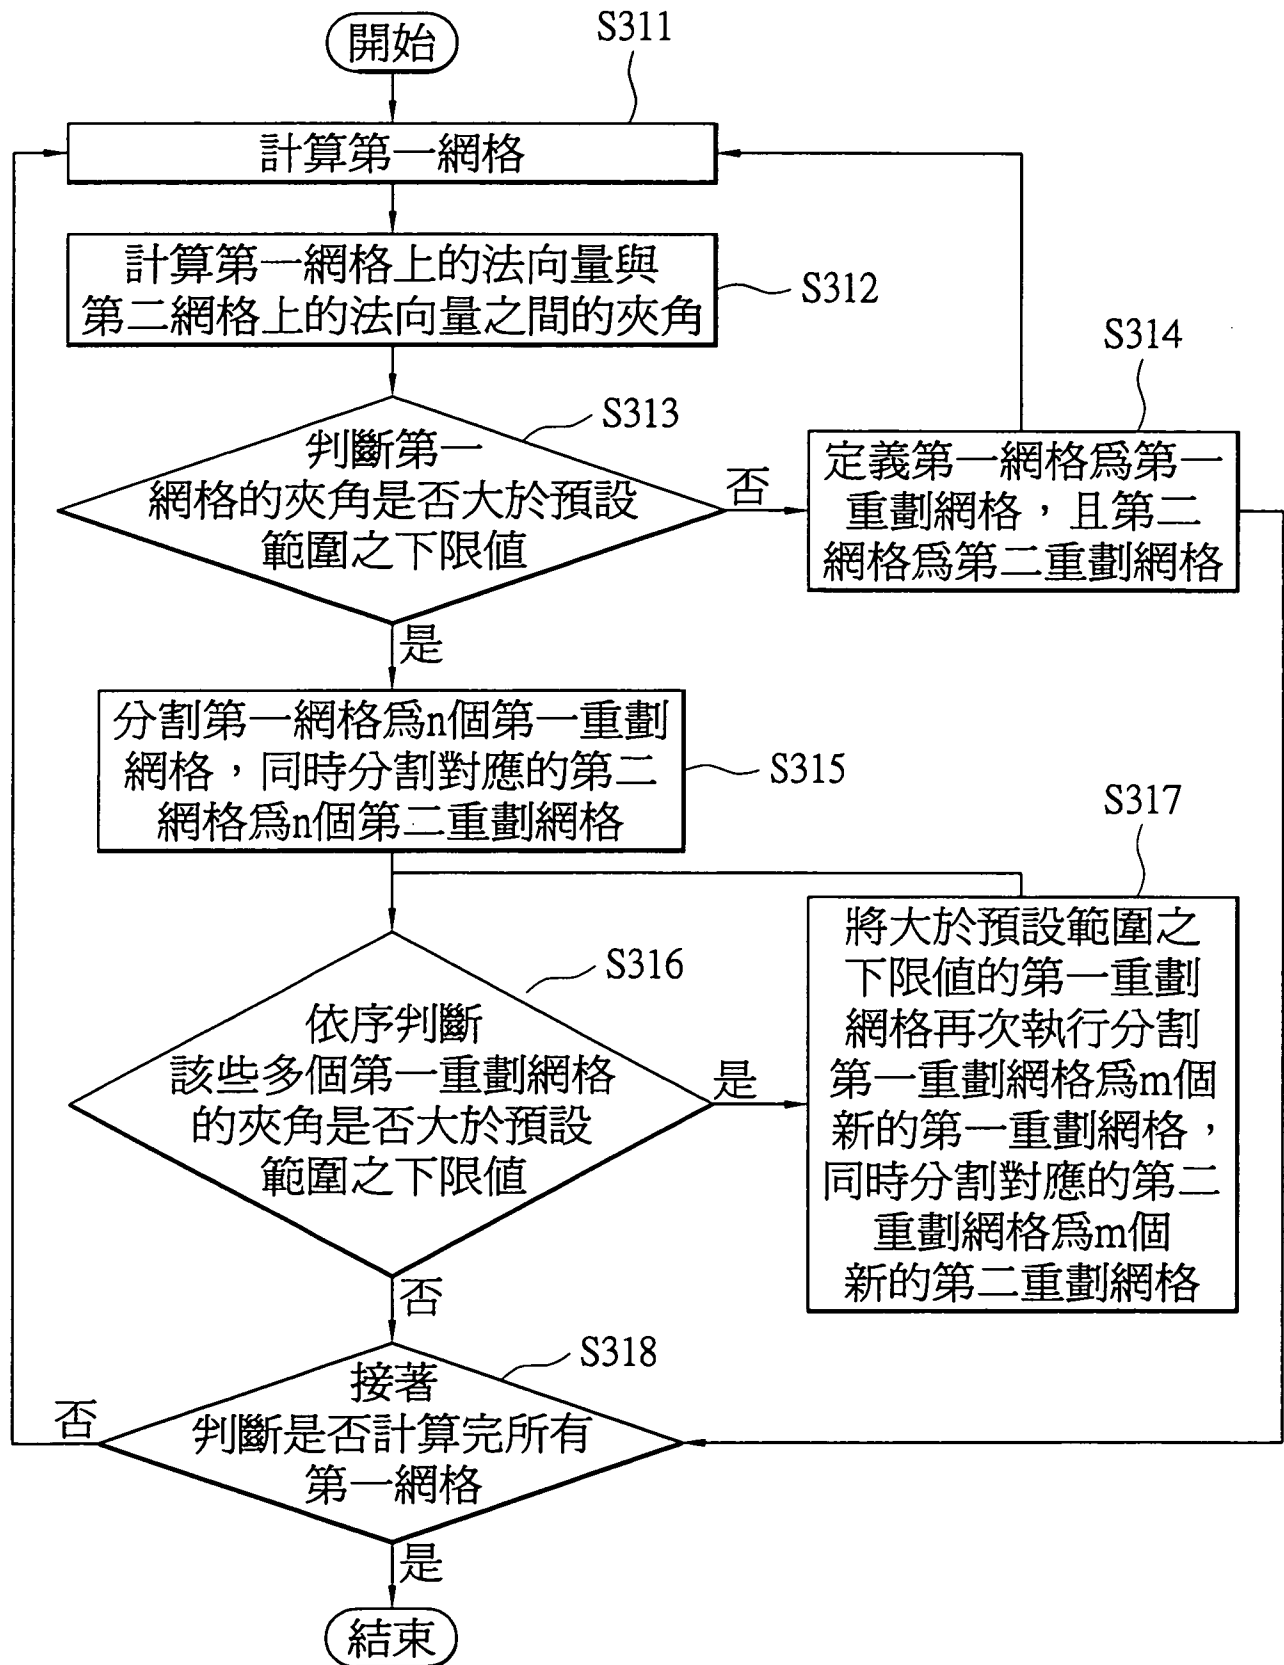 開始
S311
計算第一網格
計算第一網格上的法向量與
第二網格上的法向量之間的夾角
S312
判斷第一
網格的夾角是否大於預設
範圍之下限值
S313
否
定義第一網格爲第一
重劃網格，且第二
網格爲第二重劃網格
S314
是
分割第一網格爲n個第一重劃
網格，同時分割對應的第二
網格爲n個第二重劃網格
S315
依序判斷
該些多個第一重劃網格
的夾角是否大於預設
範圍之下限值
S316
是
將大於預設範圍之
下限值的第一重劃
網格再次執行分割
第一重劃網格爲m個
新的第一重劃網格，
同時分割對應的第二
重劃網格爲m個
新的第二重劃網格
S317
否
接著
判斷是否計算完所有
第一網格
S318
否
是
結束